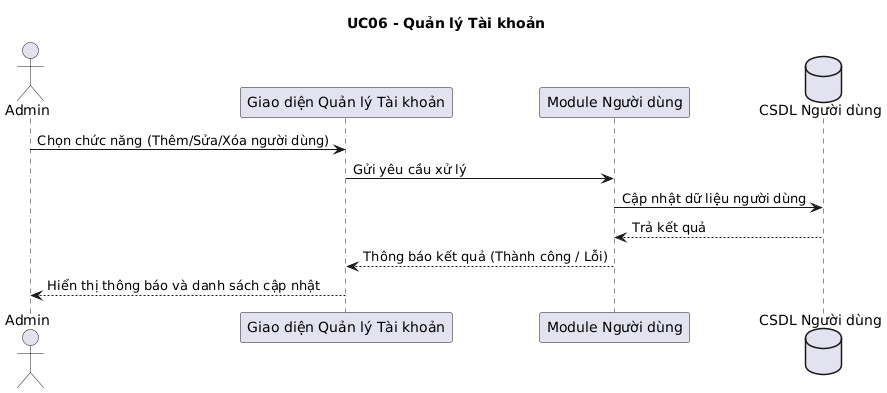 UC06 - Quản lý Tài khoản
Admin
Giao diện Quản lý Tài khoản
Module Người dùng
CSDL Người dùng
Chọn chức năng (Thêm/Sửa/Xóa người dùng)
Gửi yêu cầu xử lý
Cập nhật dữ liệu người dùng
Trả kết quả
Thông báo kết quả (Thành công / Lỗi)
Hiển thị thông báo và danh sách cập nhật
Admin
Giao diện Quản lý Tài khoản
Module Người dùng
CSDL Người dùng